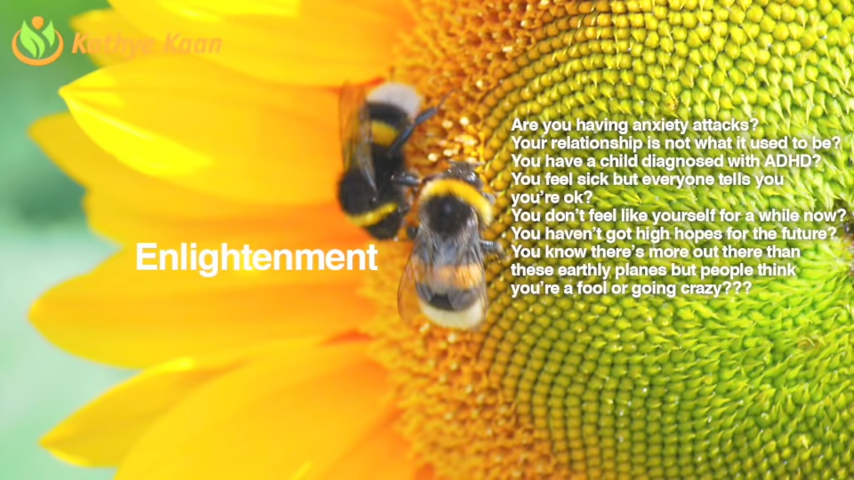 Kathye Kaan
Are you having anxiety attacks?
Your relationship is not what it used to be?
You have a child diagnosed with ADHD?
You feel sick but everyone tells you
you're ok?
You don't feel like yourself for a while now?
You haven't got high hopes for the future?
You know there's more out there than
these earthly planes but people think
you're a fool or going crazy???
Enlightenment